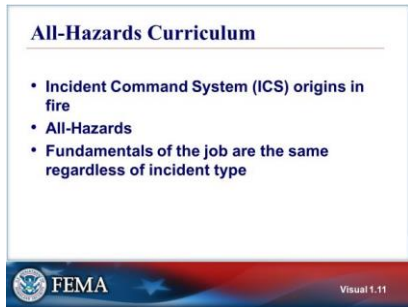 All-Hazards Curriculum
• Incident Command System (ICS) origins in
fire
• All-Hazards
• Fundamentals of the job are the same
regardless of incident type
FEMA
Visual 1.11